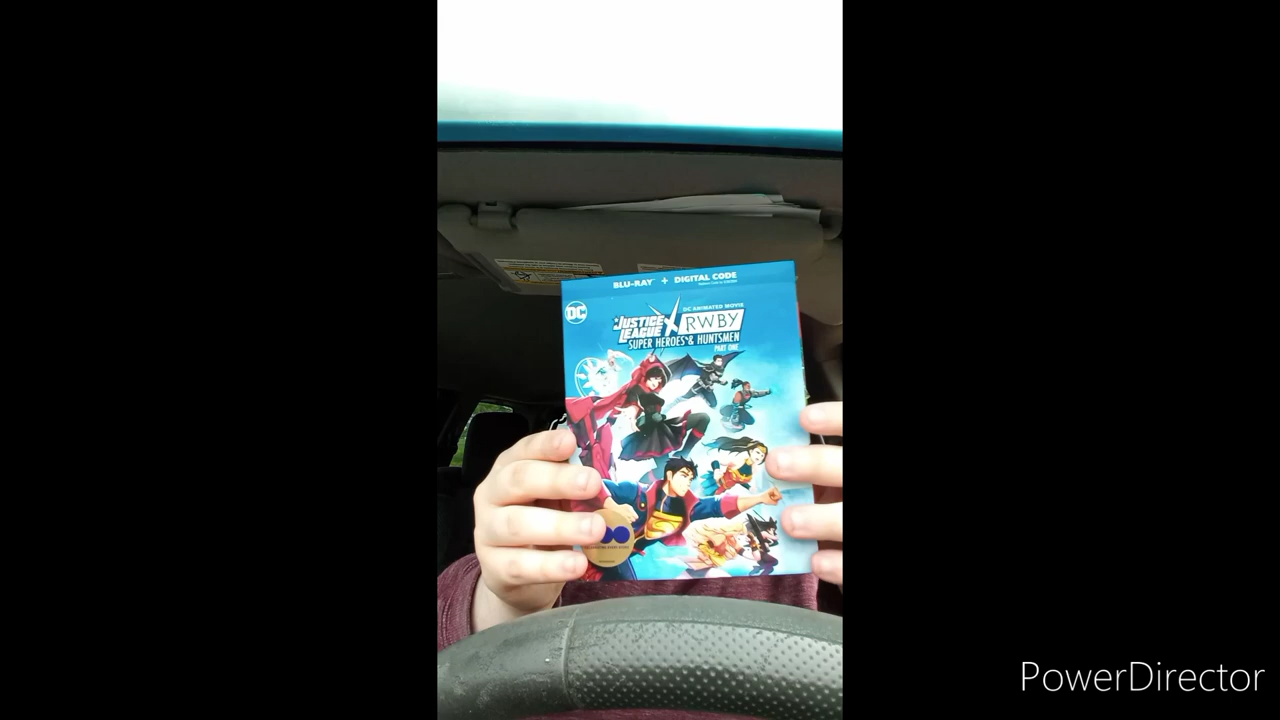 BLU-RAY + DIGITAL CODE
DC
DC ANIMATED MOVIE
JUSTICE LEAGUE X RWBY
SUPER HEROES & HUNTSMEN
PART ONE
PowerDirector